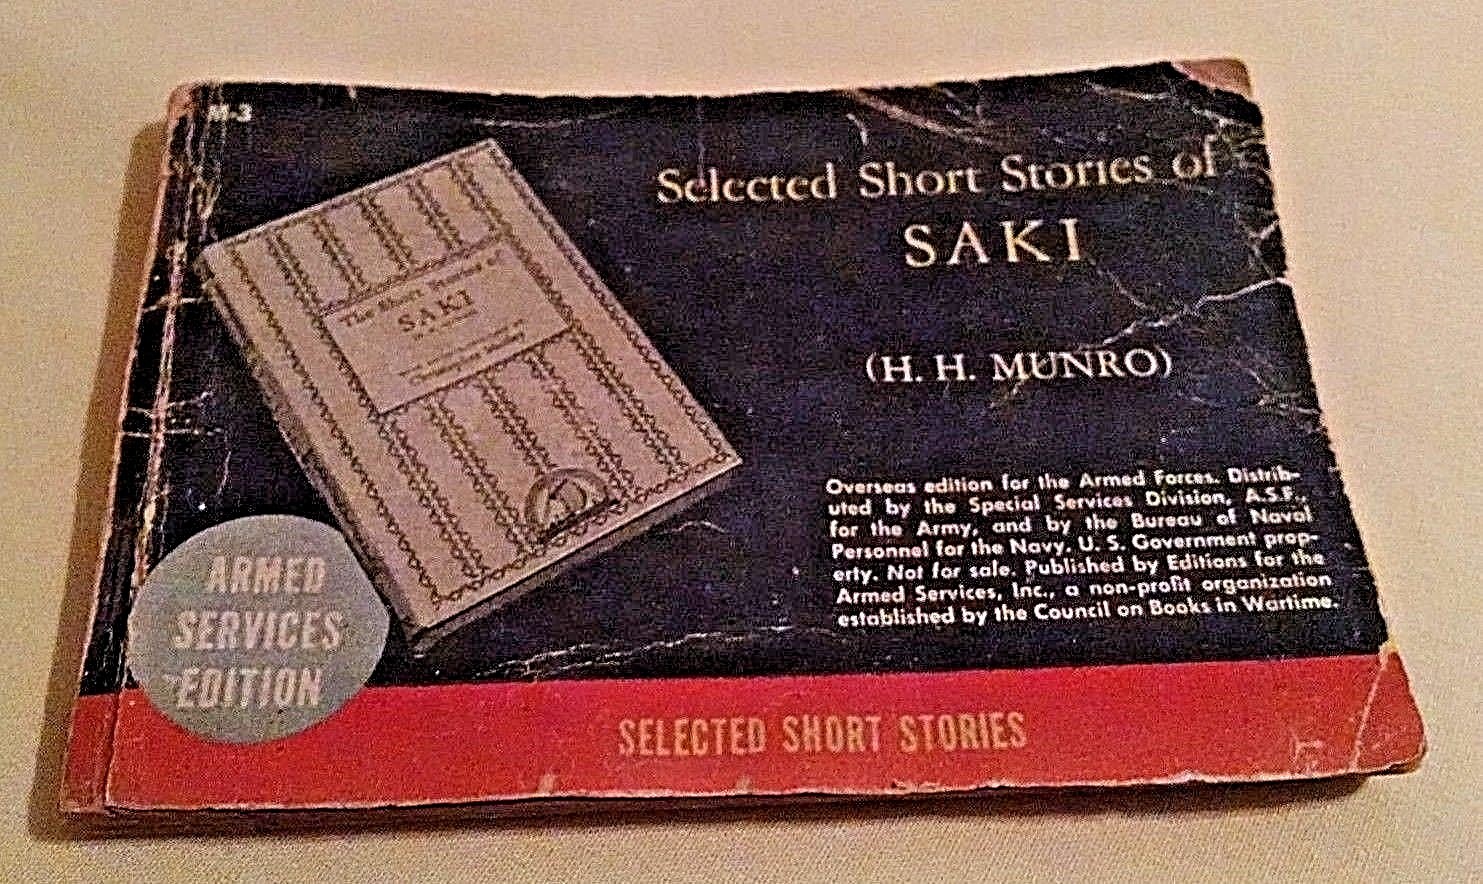 M-3
Selected Short Stories of
SAKI
(H. H. MUNRO)
The Short Stories of
SAKI
Overseas edition for the Armed Forces. Distrib-
uted by the Special Services Division, A.S.F.,
for the Army, and by the Bureau of Naval
Personnel for the Navy. U. S. Government prop-
erty. Not for sale. Published by Editions for the
Armed Services, Inc., a non-profit organization
established by the Council on Books in Wartime.
ARMED
SERVICES
EDITION
SELECTED SHORT STORIES